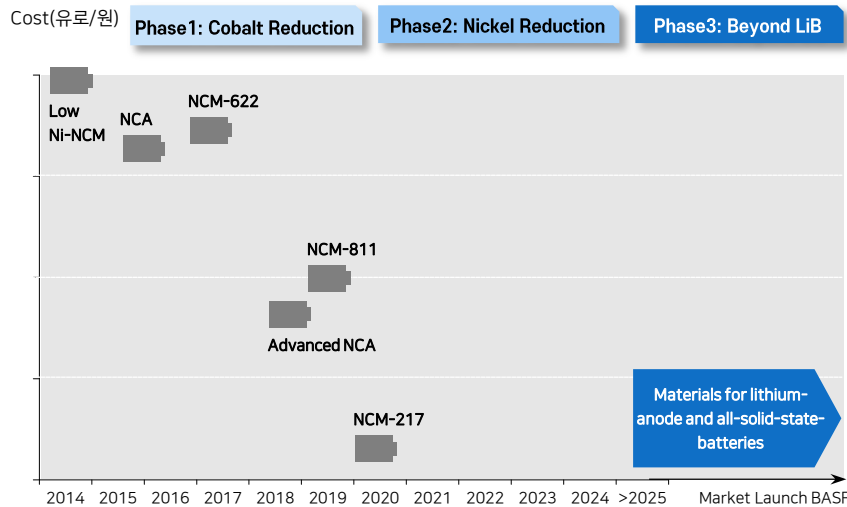 Cost(유로/원)
Phase1: Cobalt Reduction
Phase2: Nickel Reduction
Phase3: Beyond LiB
Low
Ni-NCM
NCA
NCM-622
NCM-811
Advanced NCA
NCM-217
Materials for lithium-
anode and all-solid-state-
batteries
2014 2015 2016 2017 2018 2019 2020 2021 2022 2023 2024 >2025 Market Launch BASF